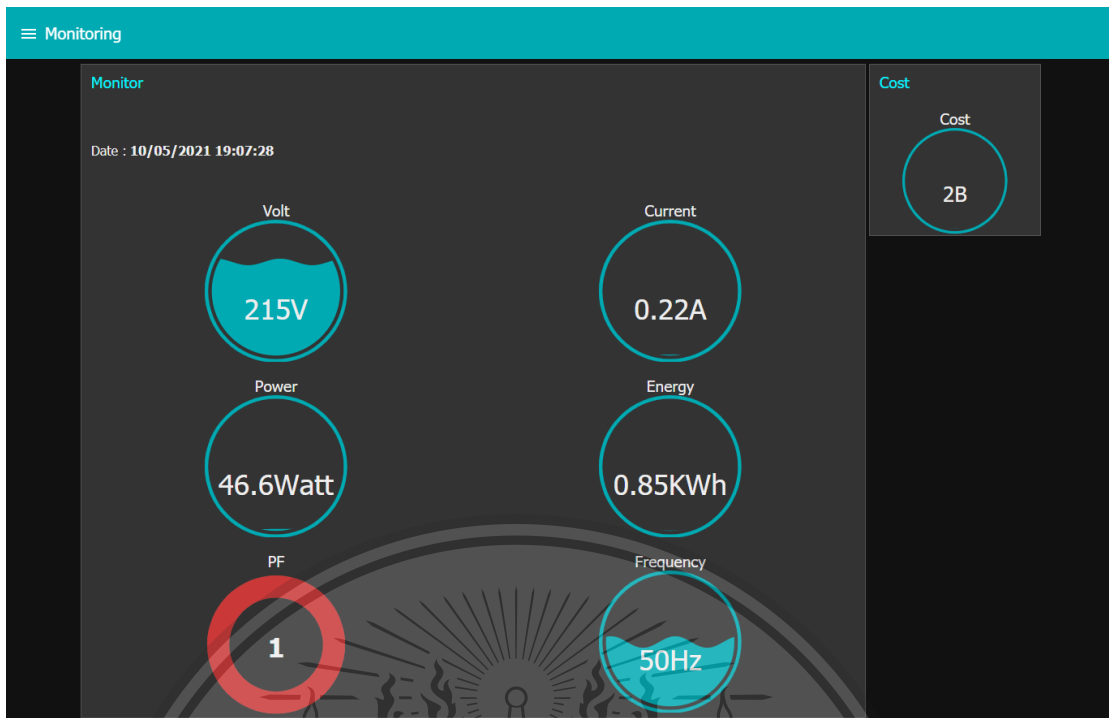 Monitoring
Monitor
Cost
Cost
2B
Date : 10/05/2021 19:07:28
Volt
Current
215V
0.22A
Power
Energy
46.6Watt
0.85KWh
PF
Frequency
1
50Hz